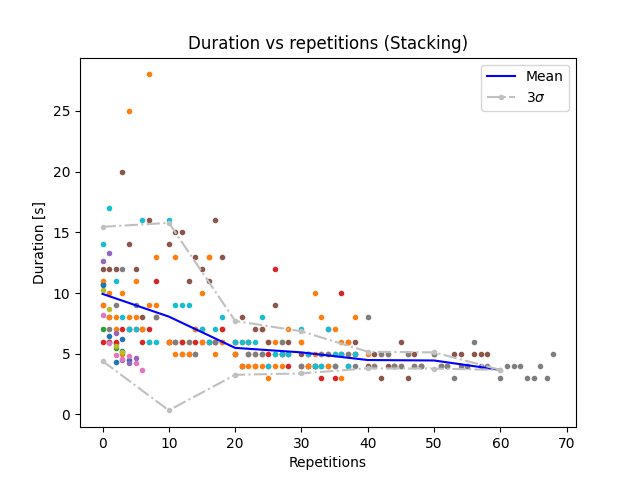 Duration vs repetitions (Stacking)
Mean
3σ
25
20
15
10
5
0
Duration [s]
0 10 20 30 40 50 60 70
Repetitions